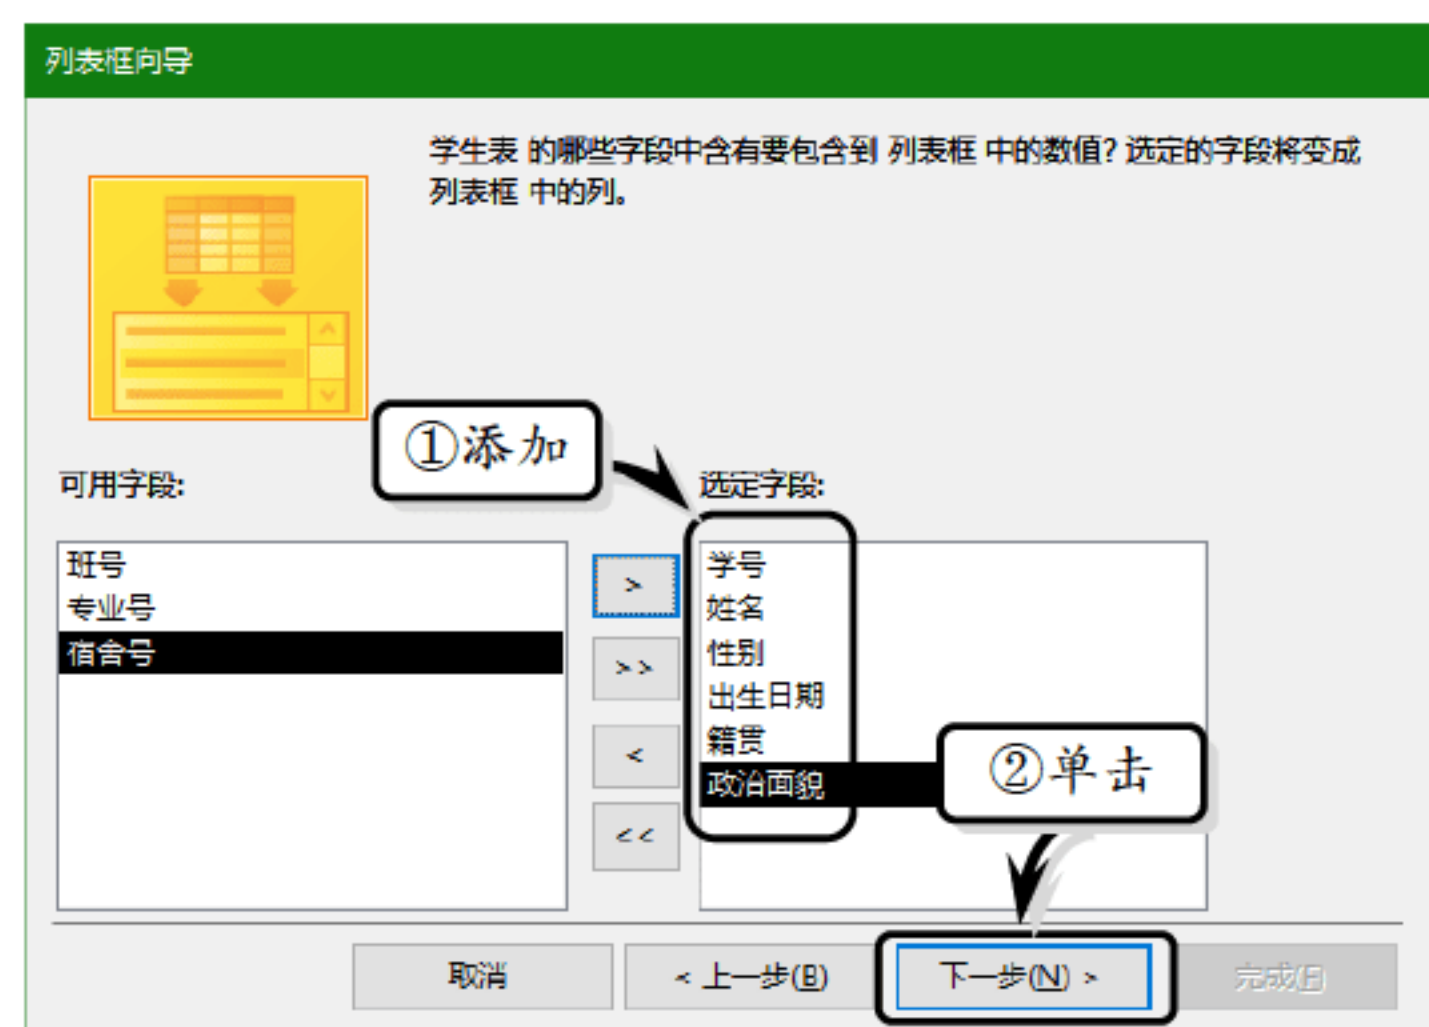 列表框向导
学生表 的哪些字段中含有要包含到 列表框 中的数值? 选定的字段将变成
列表框 中的列。
①添加
可用字段:
选定字段:
班号
专业号
宿舍号
>
>>
<
<<
学号
姓名
性别
出生日期
籍贯
政治面貌
②单击
取消
< 上一步(B)
下一步(N) >
完成(F)